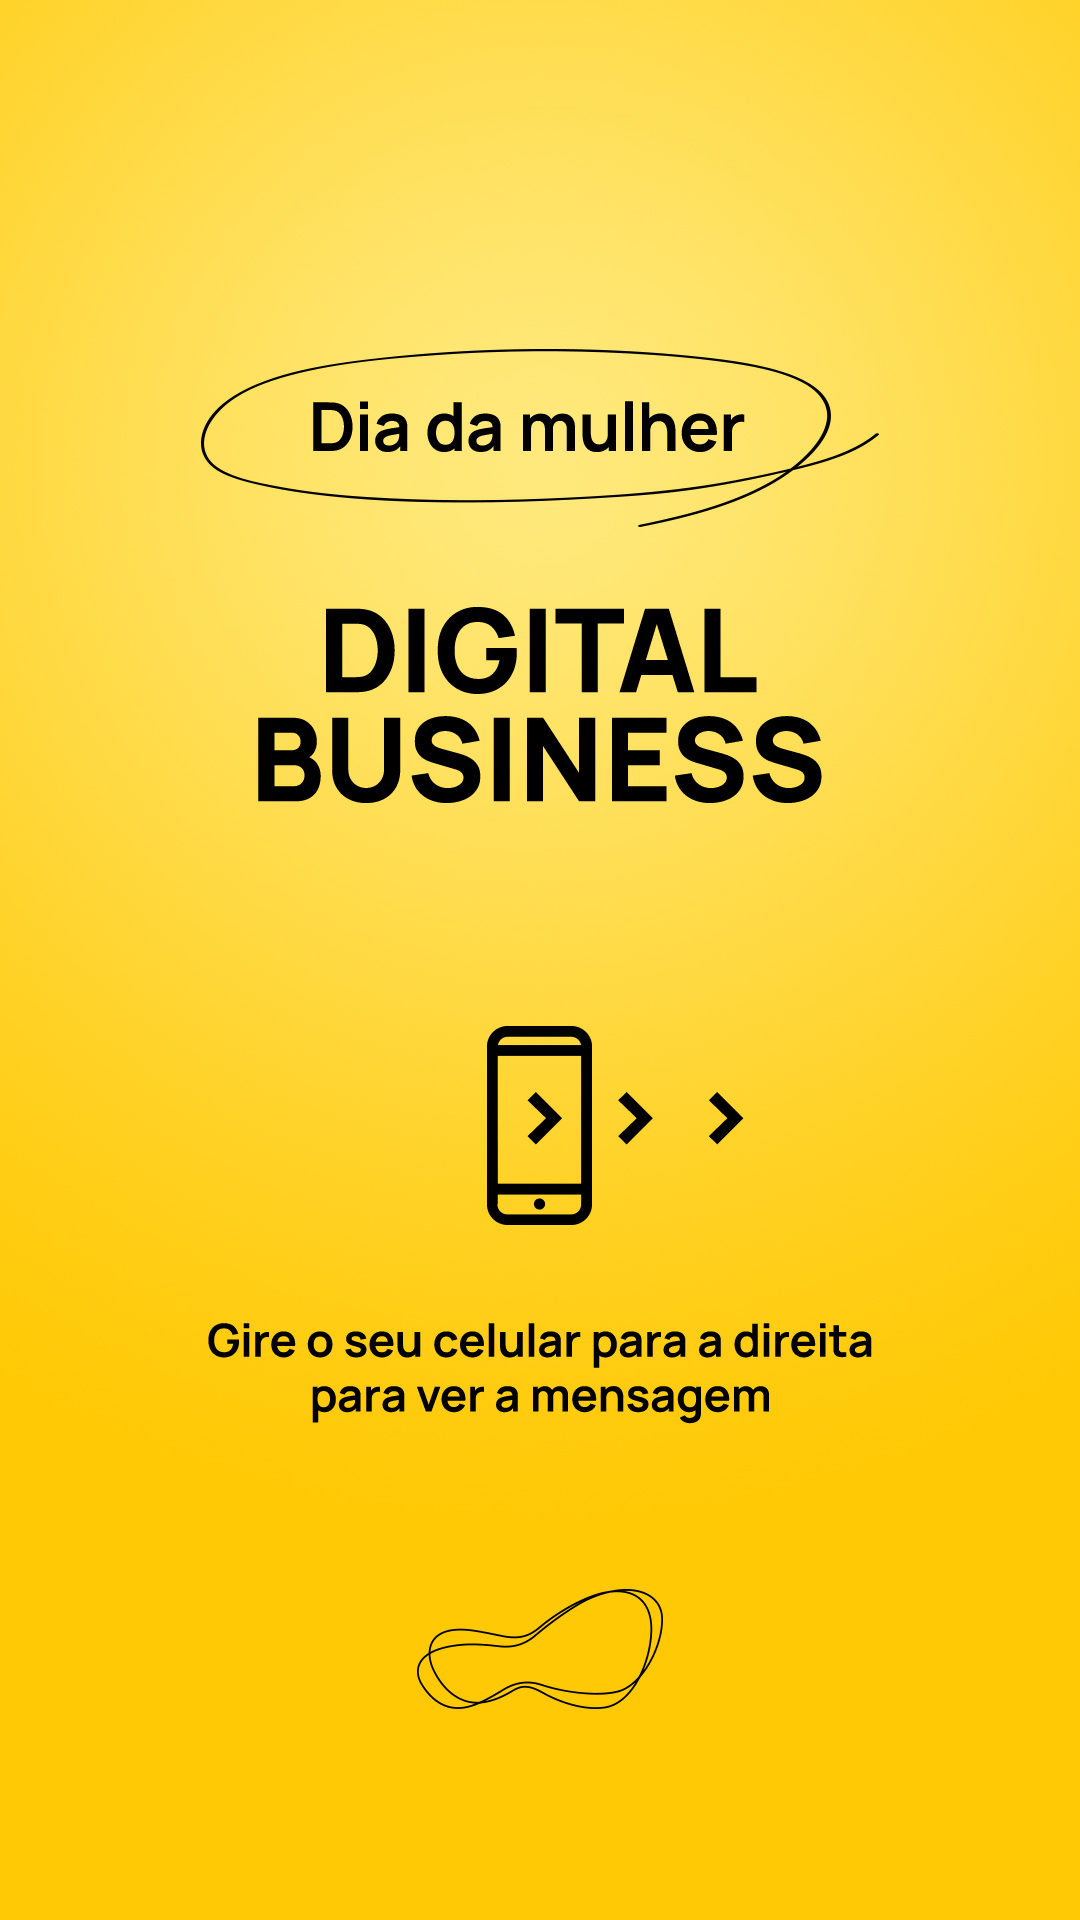 Dia da mulher
DIGITAL
BUSINESS
Gire o seu celular para a direita
para ver a mensagem